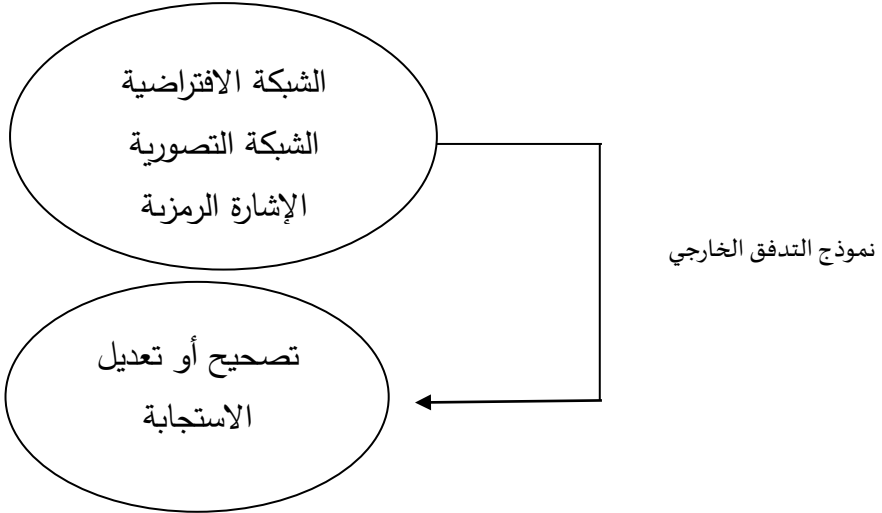 الشبكة الافتراضية
الشبكة التصورية
الإشارة الرمزية
نموذج التدفق الخارجي
تصحيح أو تعديل
الاستجابة